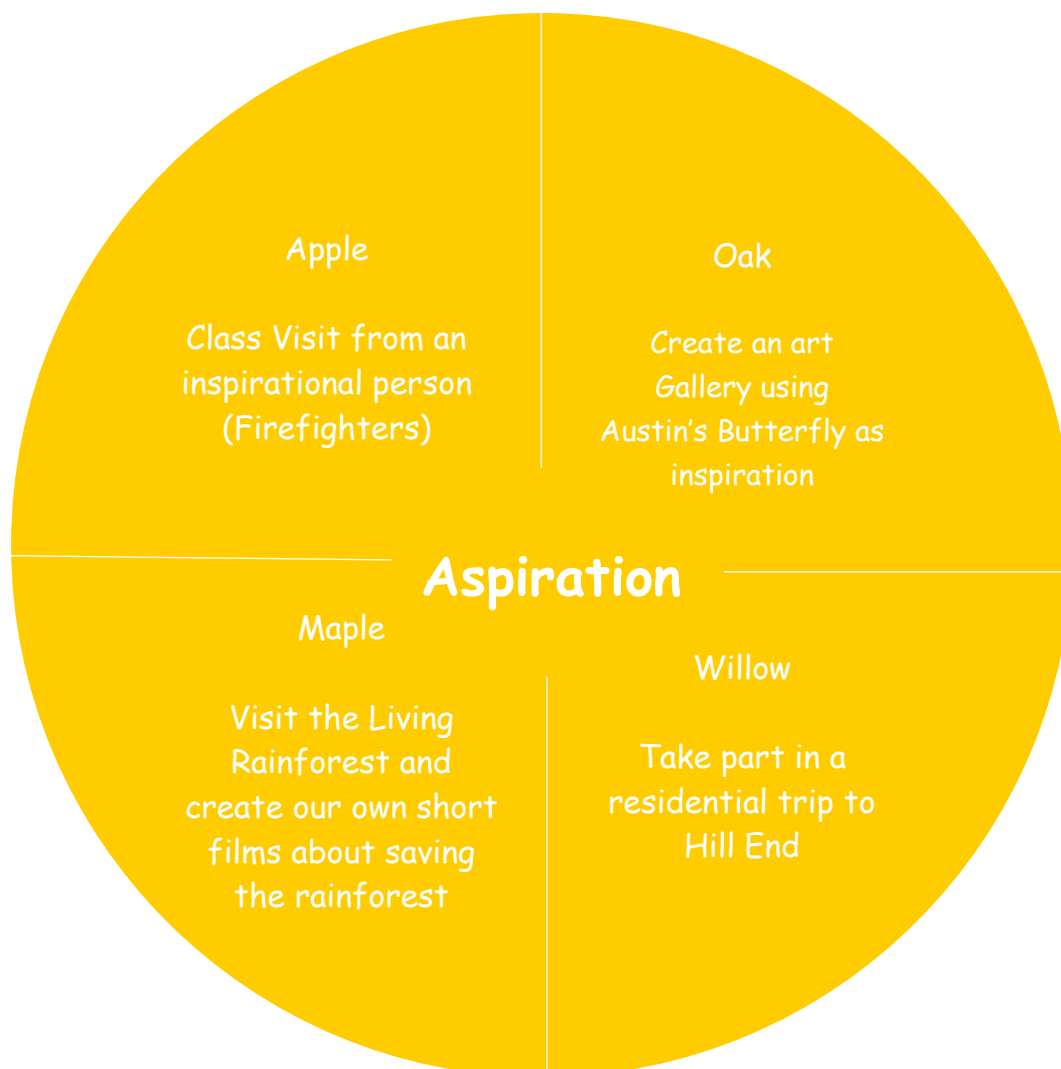 Apple
Class Visit from an
inspirational person
(Firefighters)
Oak
Create an art
Gallery using
Austin's Butterfly as
inspiration
Aspiration
Maple
Visit the Living
Rainforest and
create our own short
films about saving
the rainforest
Willow
Take part in a
residential trip to
Hill End